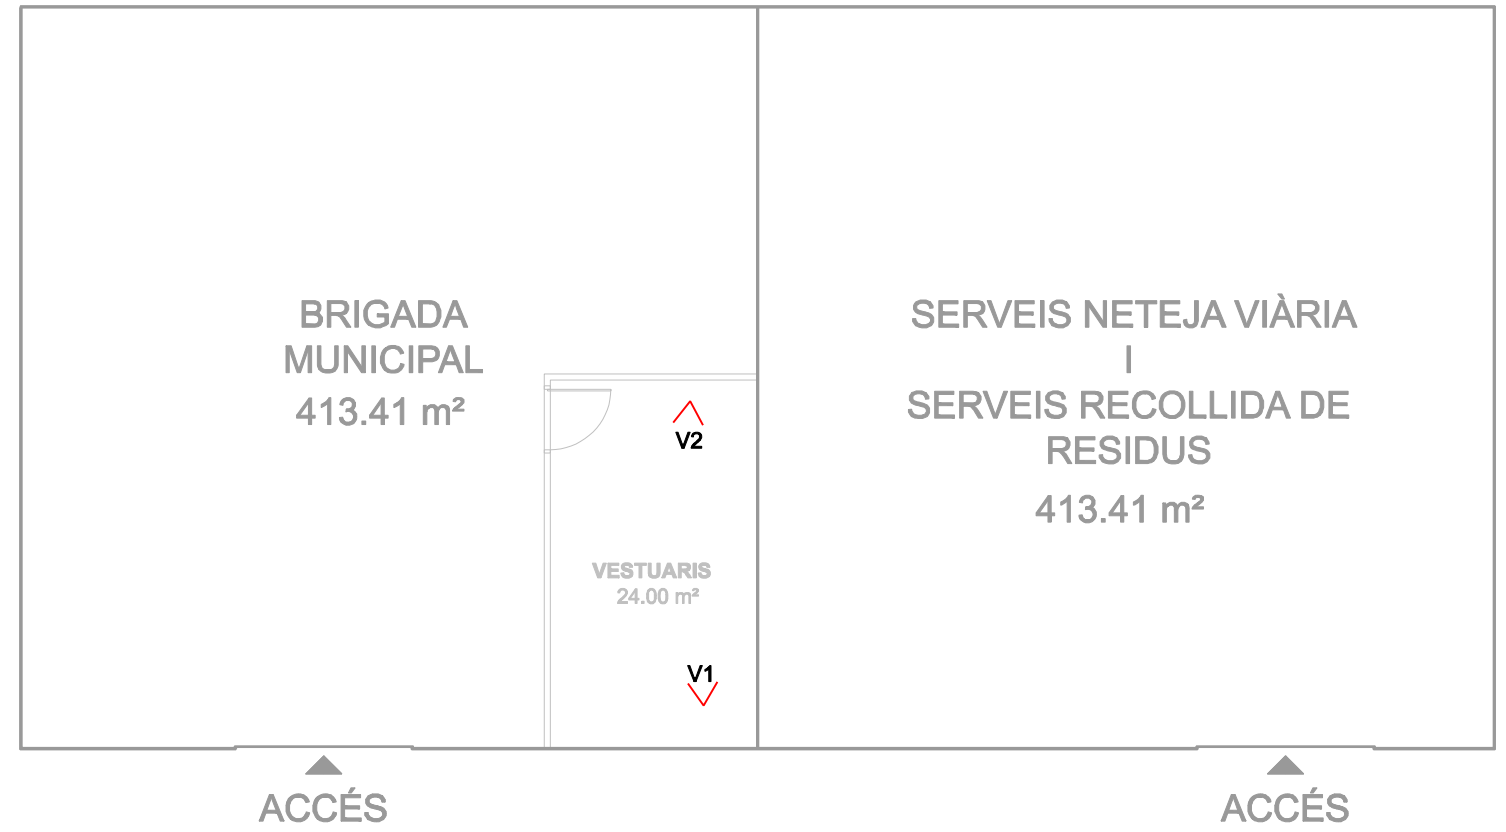 BRIGADA
MUNICIPAL
413.41 m²
SERVEIS NETEJA VIÀRIA
I
SERVEIS RECOLLIDA DE
RESIDUS
413.41 m²
V2
VESTUARIS
24.00 m²
V1
ACCÉS
ACCÉS